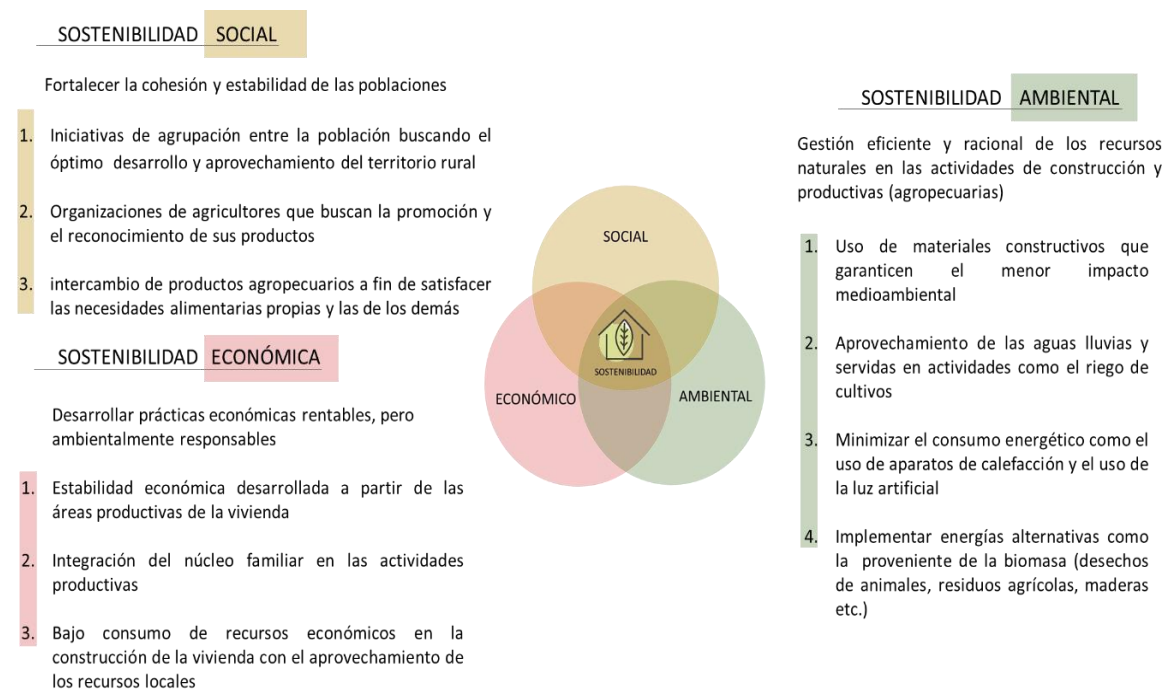 SOSTENIBILIDAD SOCIAL
Fortalecer la cohesión y estabilidad de las poblaciones
1. Iniciativas de agrupación entre la población buscando el
óptimo desarrollo y aprovechamiento del territorio rural
2. Organizaciones de agricultores que buscan la promoción y
el reconocimiento de sus productos
3. intercambio de productos agropecuarios a fin de satisfacer
las necesidades alimentarias propias y las de los demás
SOSTENIBILIDAD ECONÓMICA
Desarrollar prácticas económicas rentables, pero
ambientalmente responsables
1. Estabilidad económica desarrollada a partir de las
áreas productivas de la vivienda
2. Integración del núcleo familiar en las actividades
productivas
3. Bajo consumo de recursos económicos en la
construcción de la vivienda con el aprovechamiento de
los recursos locales
SOCIAL
SOSTENIBILIDAD
ECONÓMICO
AMBIENTAL
SOSTENIBILIDAD AMBIENTAL
Gestión eficiente y racional de los recursos
naturales en las actividades de construcción y
productivas (agropecuarias)
1. Uso de materiales constructivos que
garanticen el menor impacto
medioambiental
2. Aprovechamiento de las aguas lluvias y
servidas en actividades como el riego de
cultivos
3. Minimizar el consumo energético como el
uso de aparatos de calefacción y el uso de
la luz artificial
4. Implementar energías alternativas como
la proveniente de la biomasa (desechos
de animales, residuos agrícolas, maderas
etc.)